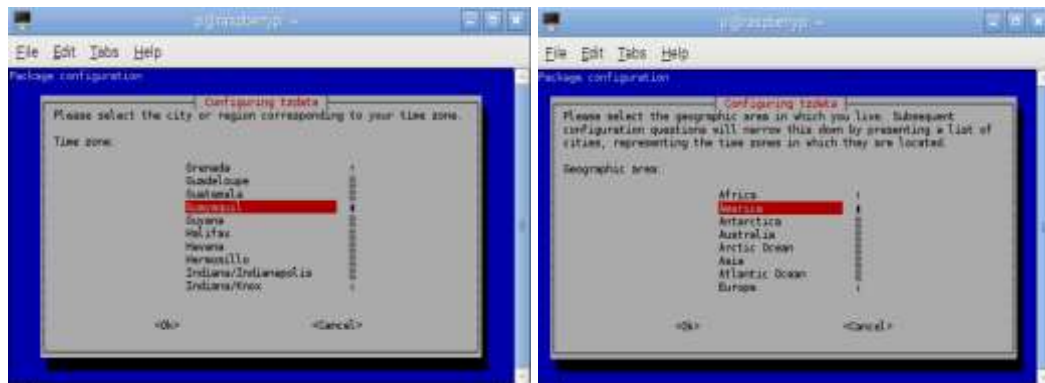 pi@raspberrypi: ~
File Edit Tabs Help
Package configuration
Configuring tzdata
Please select the city or region corresponding to your time zone.
Time zone:
Grenada
Guadeloupe
Guatemala
Guayaquil
Guyana
Halifax
Havana
Hermosillo
Indiana/Indianapolis
Indiana/Knox
<Ok> <Cancel>
pi@raspberrypi: ~
File Edit Tabs Help
Package configuration
Configuring tzdata
Please select the geographic area in which you live. Subsequent
configuration questions will narrow this down by presenting a list of
cities, representing the time zones in which they are located.
Geographic area:
Africa
America
Antarctica
Australia
Arctic Ocean
Asia
Atlantic Ocean
Europe
<Ok> <Cancel>